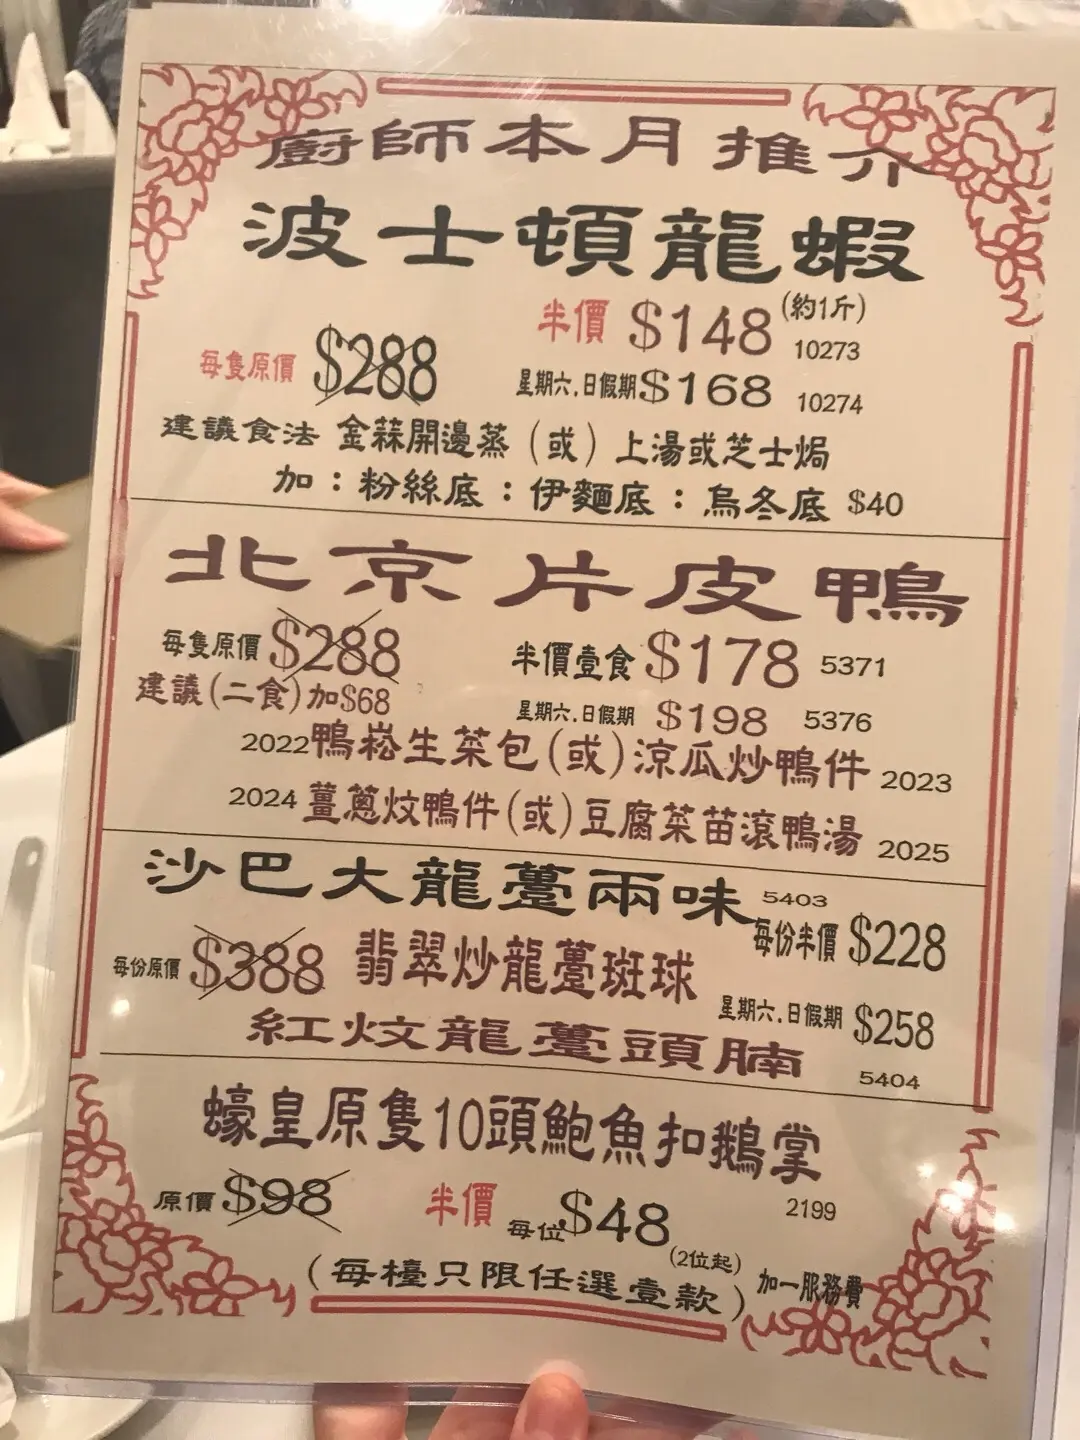 廚師本月推介
波士頓龍蝦
每隻原價 $288 半價 $148 (約1斤) 10273
星期六.日假期 $168 10274
建議食法 金蒜開邊蒸（或）上湯或芝士焗
加：粉絲底：伊麵底：烏冬底 $40
北京片皮鴨
每隻原價 $288 半價壹食 $178 5371
建議(二食)加$68 星期六.日假期 $198 5376
2022鴨崧生菜包(或)涼瓜炒鴨件 2023
2024 薑蔥炆鴨件(或)豆腐菜苗滾鴨湯 2025
沙巴大龍躉兩味 5403
每份半價 $228
每份原價 $388 翡翠炒龍躉斑球
星期六.日假期 $258
紅炆龍躉頭腩 5404
蠔皇原隻10頭鮑魚扣鵝掌
原價 $98 半價 每位$48 (2位起) 2199
(每檯只限任選壹款) 加一服務費